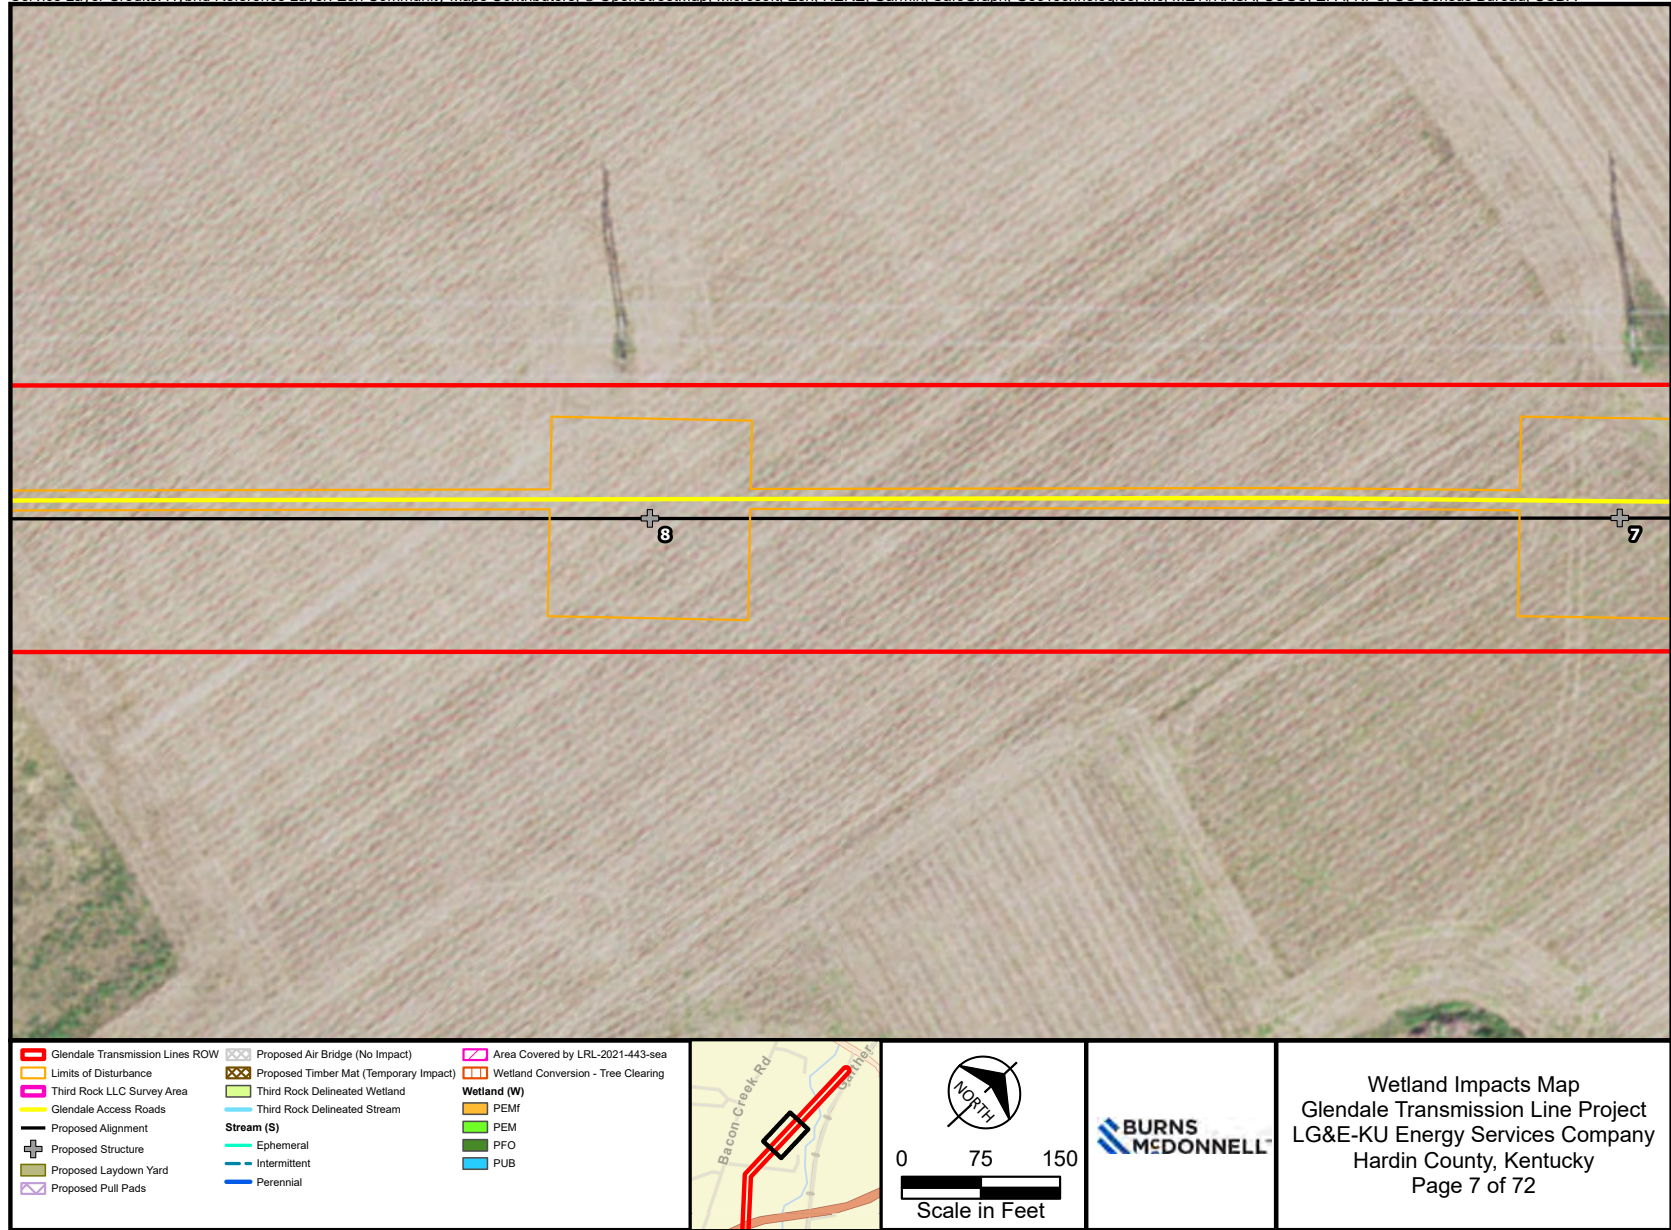 8
7
Glendale Transmission Lines ROW
Limits of Disturbance
Third Rock LLC Survey Area
Glendale Access Roads
Proposed Alignment
Proposed Structure
Proposed Laydown Yard
Proposed Pull Pads
Proposed Air Bridge (No Impact)
Proposed Timber Mat (Temporary Impact)
Third Rock Delineated Wetland
Third Rock Delineated Stream
Stream (S)
Ephemeral
Intermittent
Perennial
Area Covered by LRL-2021-443-sea
Wetland Conversion - Tree Clearing
Wetland (W)
PEMf
PEM
PFO
PUB
Bacon Creek Rd
Gaither
NORTH
0 75 150
Scale in Feet
BURNS
McDONNELL
Wetland Impacts Map
Glendale Transmission Line Project
LG&E-KU Energy Services Company
Hardin County, Kentucky
Page 7 of 72